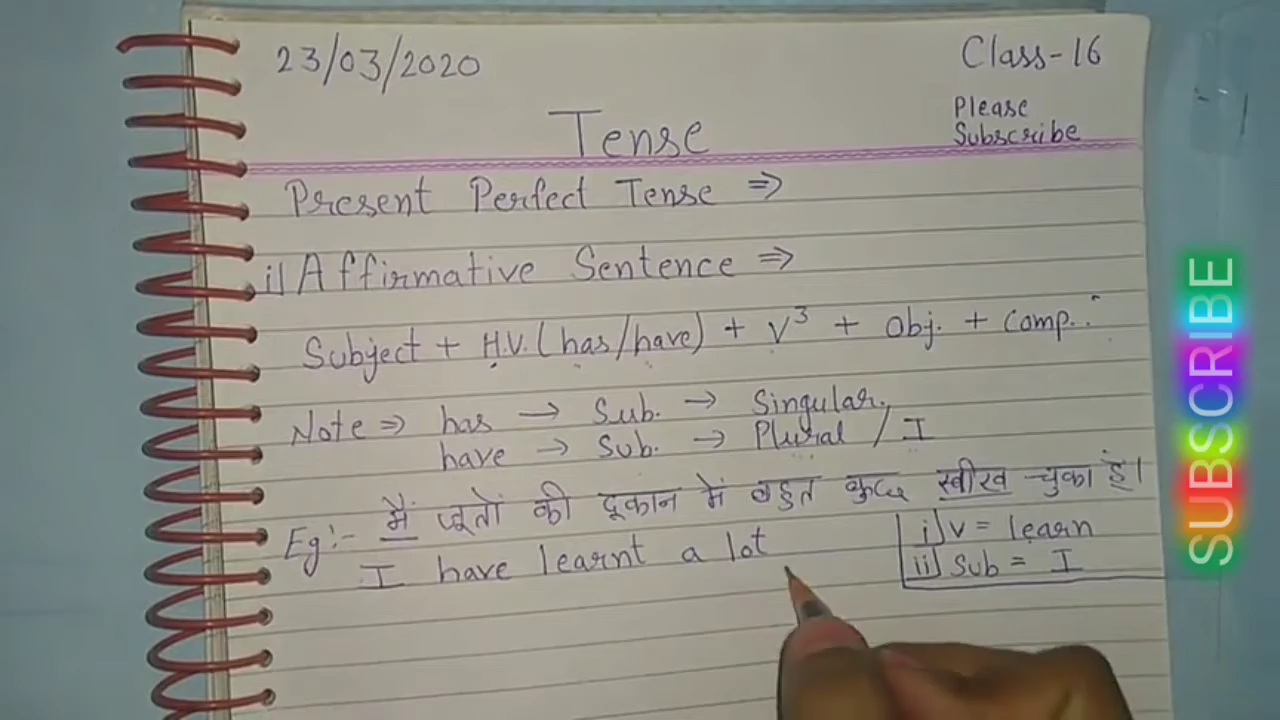 23/03/2020
Class-16
Please
Subscribe
Tense
Present Perfect Tense ⇒
i) Affirmative Sentence ⇒
Subject + H.V. (has/have) + V³ + Obj. + Comp..
Note ⇒ has → Sub. → Singular.
have → Sub. → Plural / I
Eg:- मैं जूतों की दूकान में बहुत कुछ सीख चुका हूं।
I have learnt a lot
i) V = learn
ii) Sub = I
SUBSCRIBE